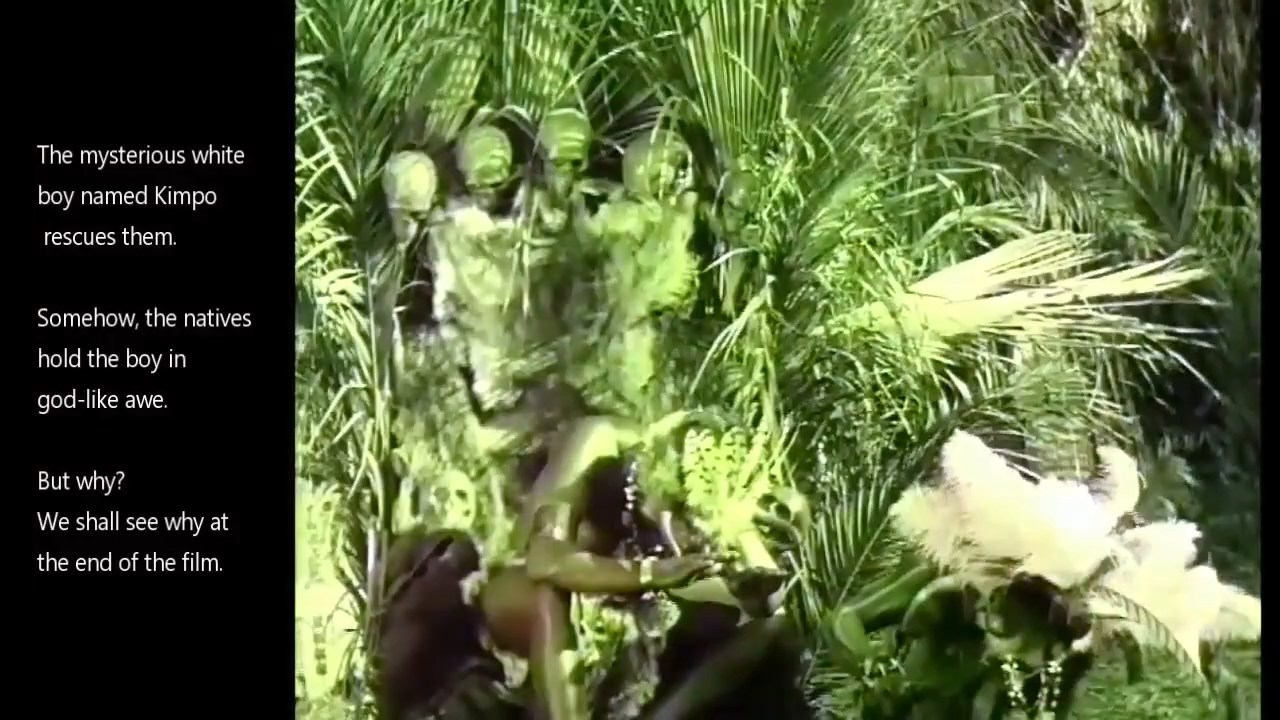 The mysterious white
boy named Kimpo
rescues them.
Somehow, the natives
hold the boy in
god-like awe.
But why?
We shall see why at
the end of the film.